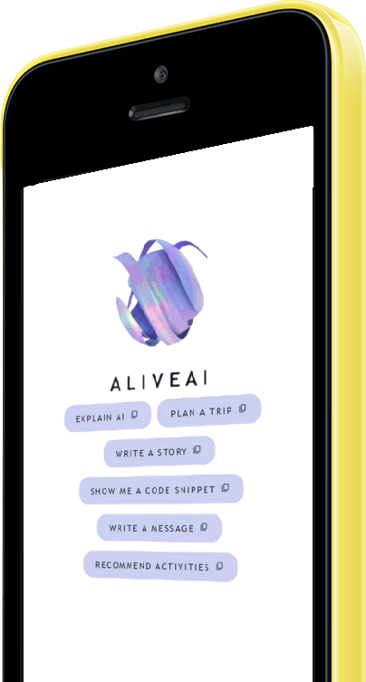 ALIVEAI
EXPLAIN AI PLAN A TRIP
WRITE A STORY
SHOW ME A CODE SNIPPET
WRITE A MESSAGE
RECOMMEND ACTIVITIES